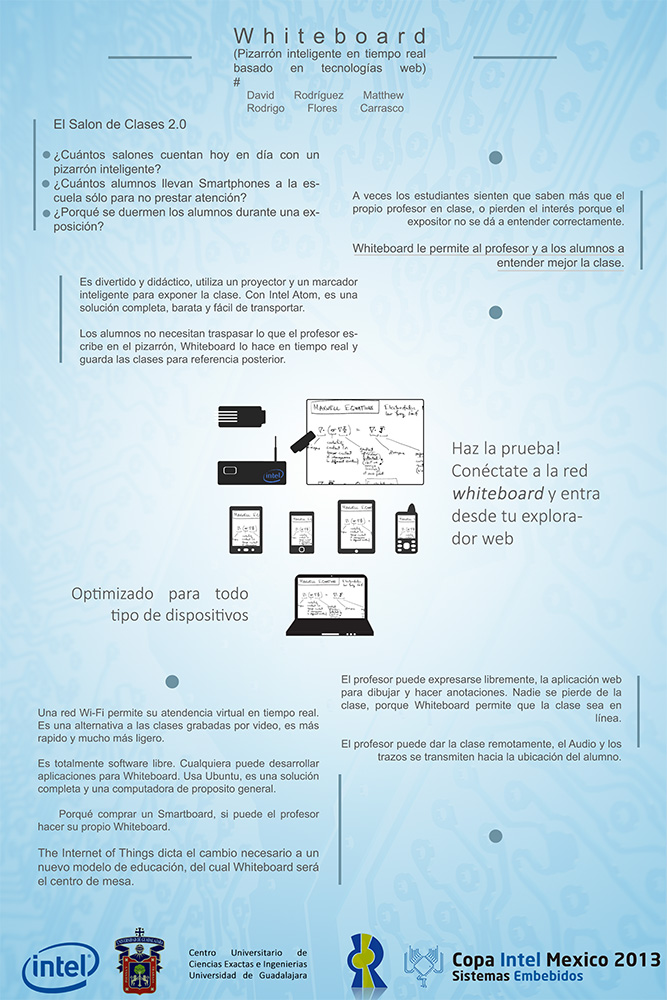 Whiteboard
(Pizarrón inteligente en tiempo real
basado en tecnologías web)
#
David Rodríguez Matthew
Rodrigo Flores Carrasco
El Salon de Clases 2.0
¿Cuántos salones cuentan hoy en día con un
pizarrón inteligente?
¿Cuántos alumnos llevan Smartphones a la es-
cuela sólo para no prestar atención?
¿Porqué se duermen los alumnos durante una ex-
posición?
A veces los estudiantes sienten que saben más que el
propio profesor en clase, o pierden el interés porque el
expositor no se dá a entender correctamente.
Whiteboard le permite al profesor y a los alumnos a
entender mejor la clase.
Es divertido y didáctico, utiliza un proyector y un marcador
inteligente para exponer la clase. Con Intel Atom, es una
solución completa, barata y fácil de transportar.
Los alumnos no necesitan traspasar lo que el profesor es-
cribe en el pizarrón, Whiteboard lo hace en tiempo real y
guarda las clases para referencia posterior.
MAXWELL EQUATIONS
intel
Haz la prueba!
Conéctate a la red
whiteboard y entra
desde tu explora-
dor web
Optimizado para todo
tipo de dispositivos
El profesor puede expresarse libremente, la aplicación web
para dibujar y hacer anotaciones. Nadie se pierde de la
clase, porque Whiteboard permite que la clase sea en
línea.
El profesor puede dar la clase remotamente, el Audio y los
trazos se transmiten hacia la ubicación del alumno.
Una red Wi-Fi permite su atendencia virtual en tiempo real.
Es una alternativa a las clases grabadas por video, es más
rapido y mucho más ligero.
Es totalmente software libre. Cualquiera puede desarrollar
aplicaciones para Whiteboard. Usa Ubuntu, es una solución
completa y una computadora de proposito general.
Porqué comprar un Smartboard, si puede el profesor
hacer su propio Whiteboard.
The Internet of Things dicta el cambio necesario a un
nuevo modelo de educación, del cual Whiteboard será
el centro de mesa.
intel
Centro Universitario de
Ciencias Exactas e Ingenierias
Universidad de Guadalajara
Copa Intel Mexico 2013
Sistemas Embebidos